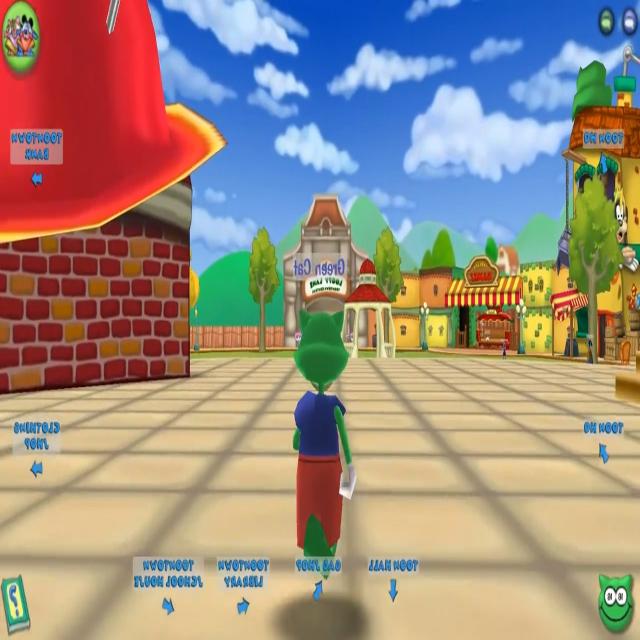 TOONTOWN
BANK
TOON HQ
Green Cat
LOOPY LANE
CLOTHING
SHOP
TOON HQ
TOONTOWN
SCHOOL HOUSE
TOONTOWN
LIBRARY
GAG SHOP
TOON HALL